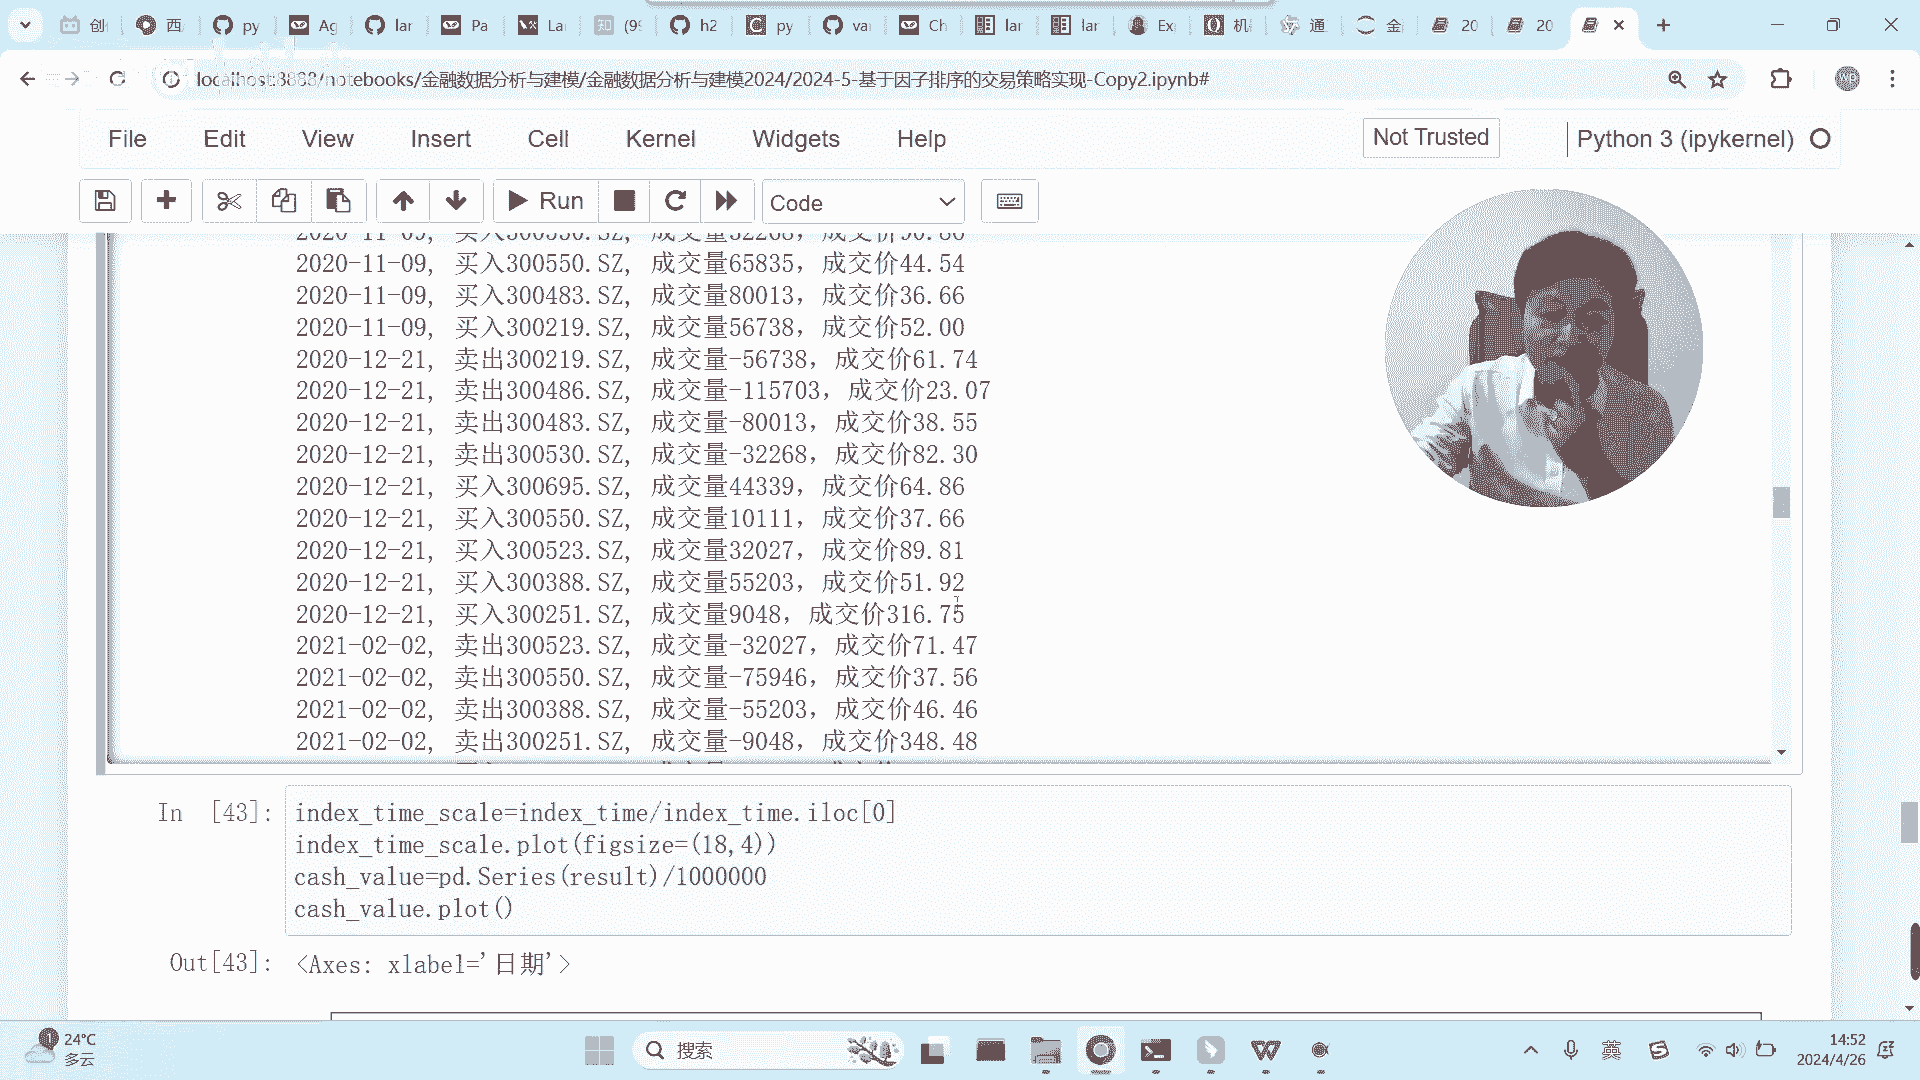 创
西
py
Ag
lar
Pa
La
知 (9
h2
py
va
Ch
lar
lar
Ex
机
通
金
20
20
localhost:8888/notebooks/金融数据分析与建模/金融数据分析与建模2024/2024-5-基于因子排序的交易策略实现-Copy2.ipynb#
File Edit View Insert Cell Kernel Widgets Help Not Trusted Python 3 (ipykernel)
Run Code
2020-11-09, 买入300550.SZ, 成交量65835, 成交价44.54
2020-11-09, 买入300483.SZ, 成交量80013, 成交价36.66
2020-11-09, 买入300219.SZ, 成交量56738, 成交价52.00
2020-12-21, 卖出300219.SZ, 成交量-56738, 成交价61.74
2020-12-21, 卖出300486.SZ, 成交量-115703, 成交价23.07
2020-12-21, 卖出300483.SZ, 成交量-80013, 成交价38.55
2020-12-21, 卖出300530.SZ, 成交量-32268, 成交价82.30
2020-12-21, 买入300695.SZ, 成交量44339, 成交价64.86
2020-12-21, 买入300550.SZ, 成交量10111, 成交价37.66
2020-12-21, 买入300523.SZ, 成交量32027, 成交价89.81
2020-12-21, 买入300388.SZ, 成交量55203, 成交价51.92
2020-12-21, 买入300251.SZ, 成交量9048, 成交价316.75
2021-02-02, 卖出300523.SZ, 成交量-32027, 成交价71.47
2021-02-02, 卖出300550.SZ, 成交量-75946, 成交价37.56
2021-02-02, 卖出300388.SZ, 成交量-55203, 成交价46.46
2021-02-02, 卖出300251.SZ, 成交量-9048, 成交价348.48
In [43]:
index_time_scale=index_time/index_time.iloc[0]
index_time_scale.plot(figsize=(18,4))
cash_value=pd.Series(result)/1000000
cash_value.plot()
Out[43]: <Axes: xlabel='日期'>
24°C
多云
搜索
英
14:52
2024/4/26